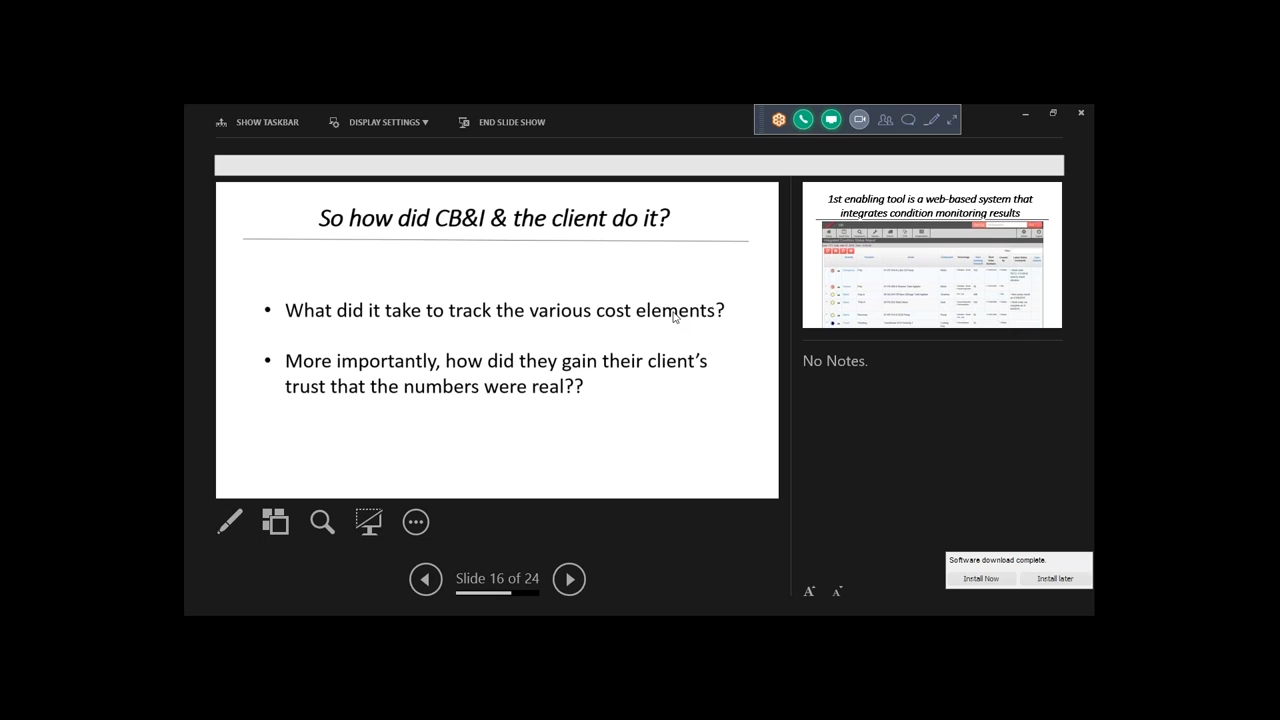 SHOW TASKBAR
DISPLAY SETTINGS
END SLIDE SHOW
So how did CB&I & the client do it?
• What did it take to track the various cost elements?
• More importantly, how did they gain their client's
trust that the numbers were real??
Slide 16 of 24
1st enabling tool is a web-based system that
integrates condition monitoring results
No Notes.
Software download complete.
Install Now
Install later
A A